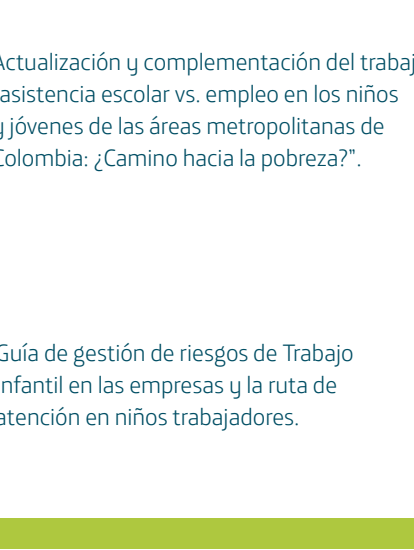 Actualización y complementación del trabaj
asistencia escolar vs. empleo en los niños
y jóvenes de las áreas metropolitanas de
Colombia: ¿Camino hacia la pobreza?”.
Guía de gestión de riesgos de Trabajo
Infantil en las empresas y la ruta de
atención en niños trabajadores.